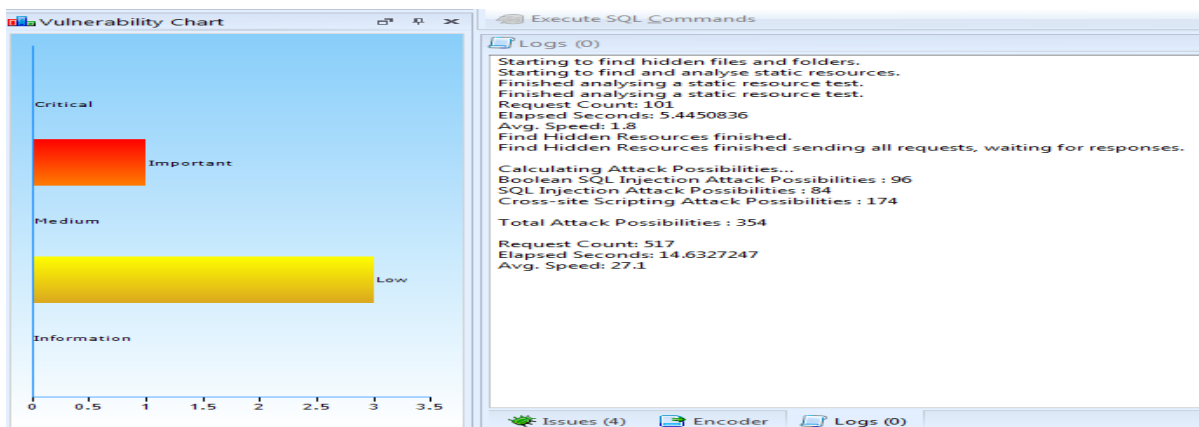 Vulnerability Chart
Critical
Important
Medium
Low
Information
0 0.5 1 1.5 2 2.5 3 3.5
Execute SQL Commands
Logs (0)
Starting to find hidden files and folders.
Starting to find and analyse static resources.
Finished analysing a static resource test.
Finished analysing a static resource test.
Request Count: 101
Elapsed Seconds: 5.4450836
Avg. Speed: 1.8
Find Hidden Resources finished.
Find Hidden Resources finished sending all requests, waiting for responses.
Calculating Attack Possibilities...
Boolean SQL Injection Attack Possibilities : 96
SQL Injection Attack Possibilities : 84
Cross-site Scripting Attack Possibilities : 174
Total Attack Possibilities : 354
Request Count: 517
Elapsed Seconds: 14.6327247
Avg. Speed: 27.1
Issues (4) Encoder Logs (0)